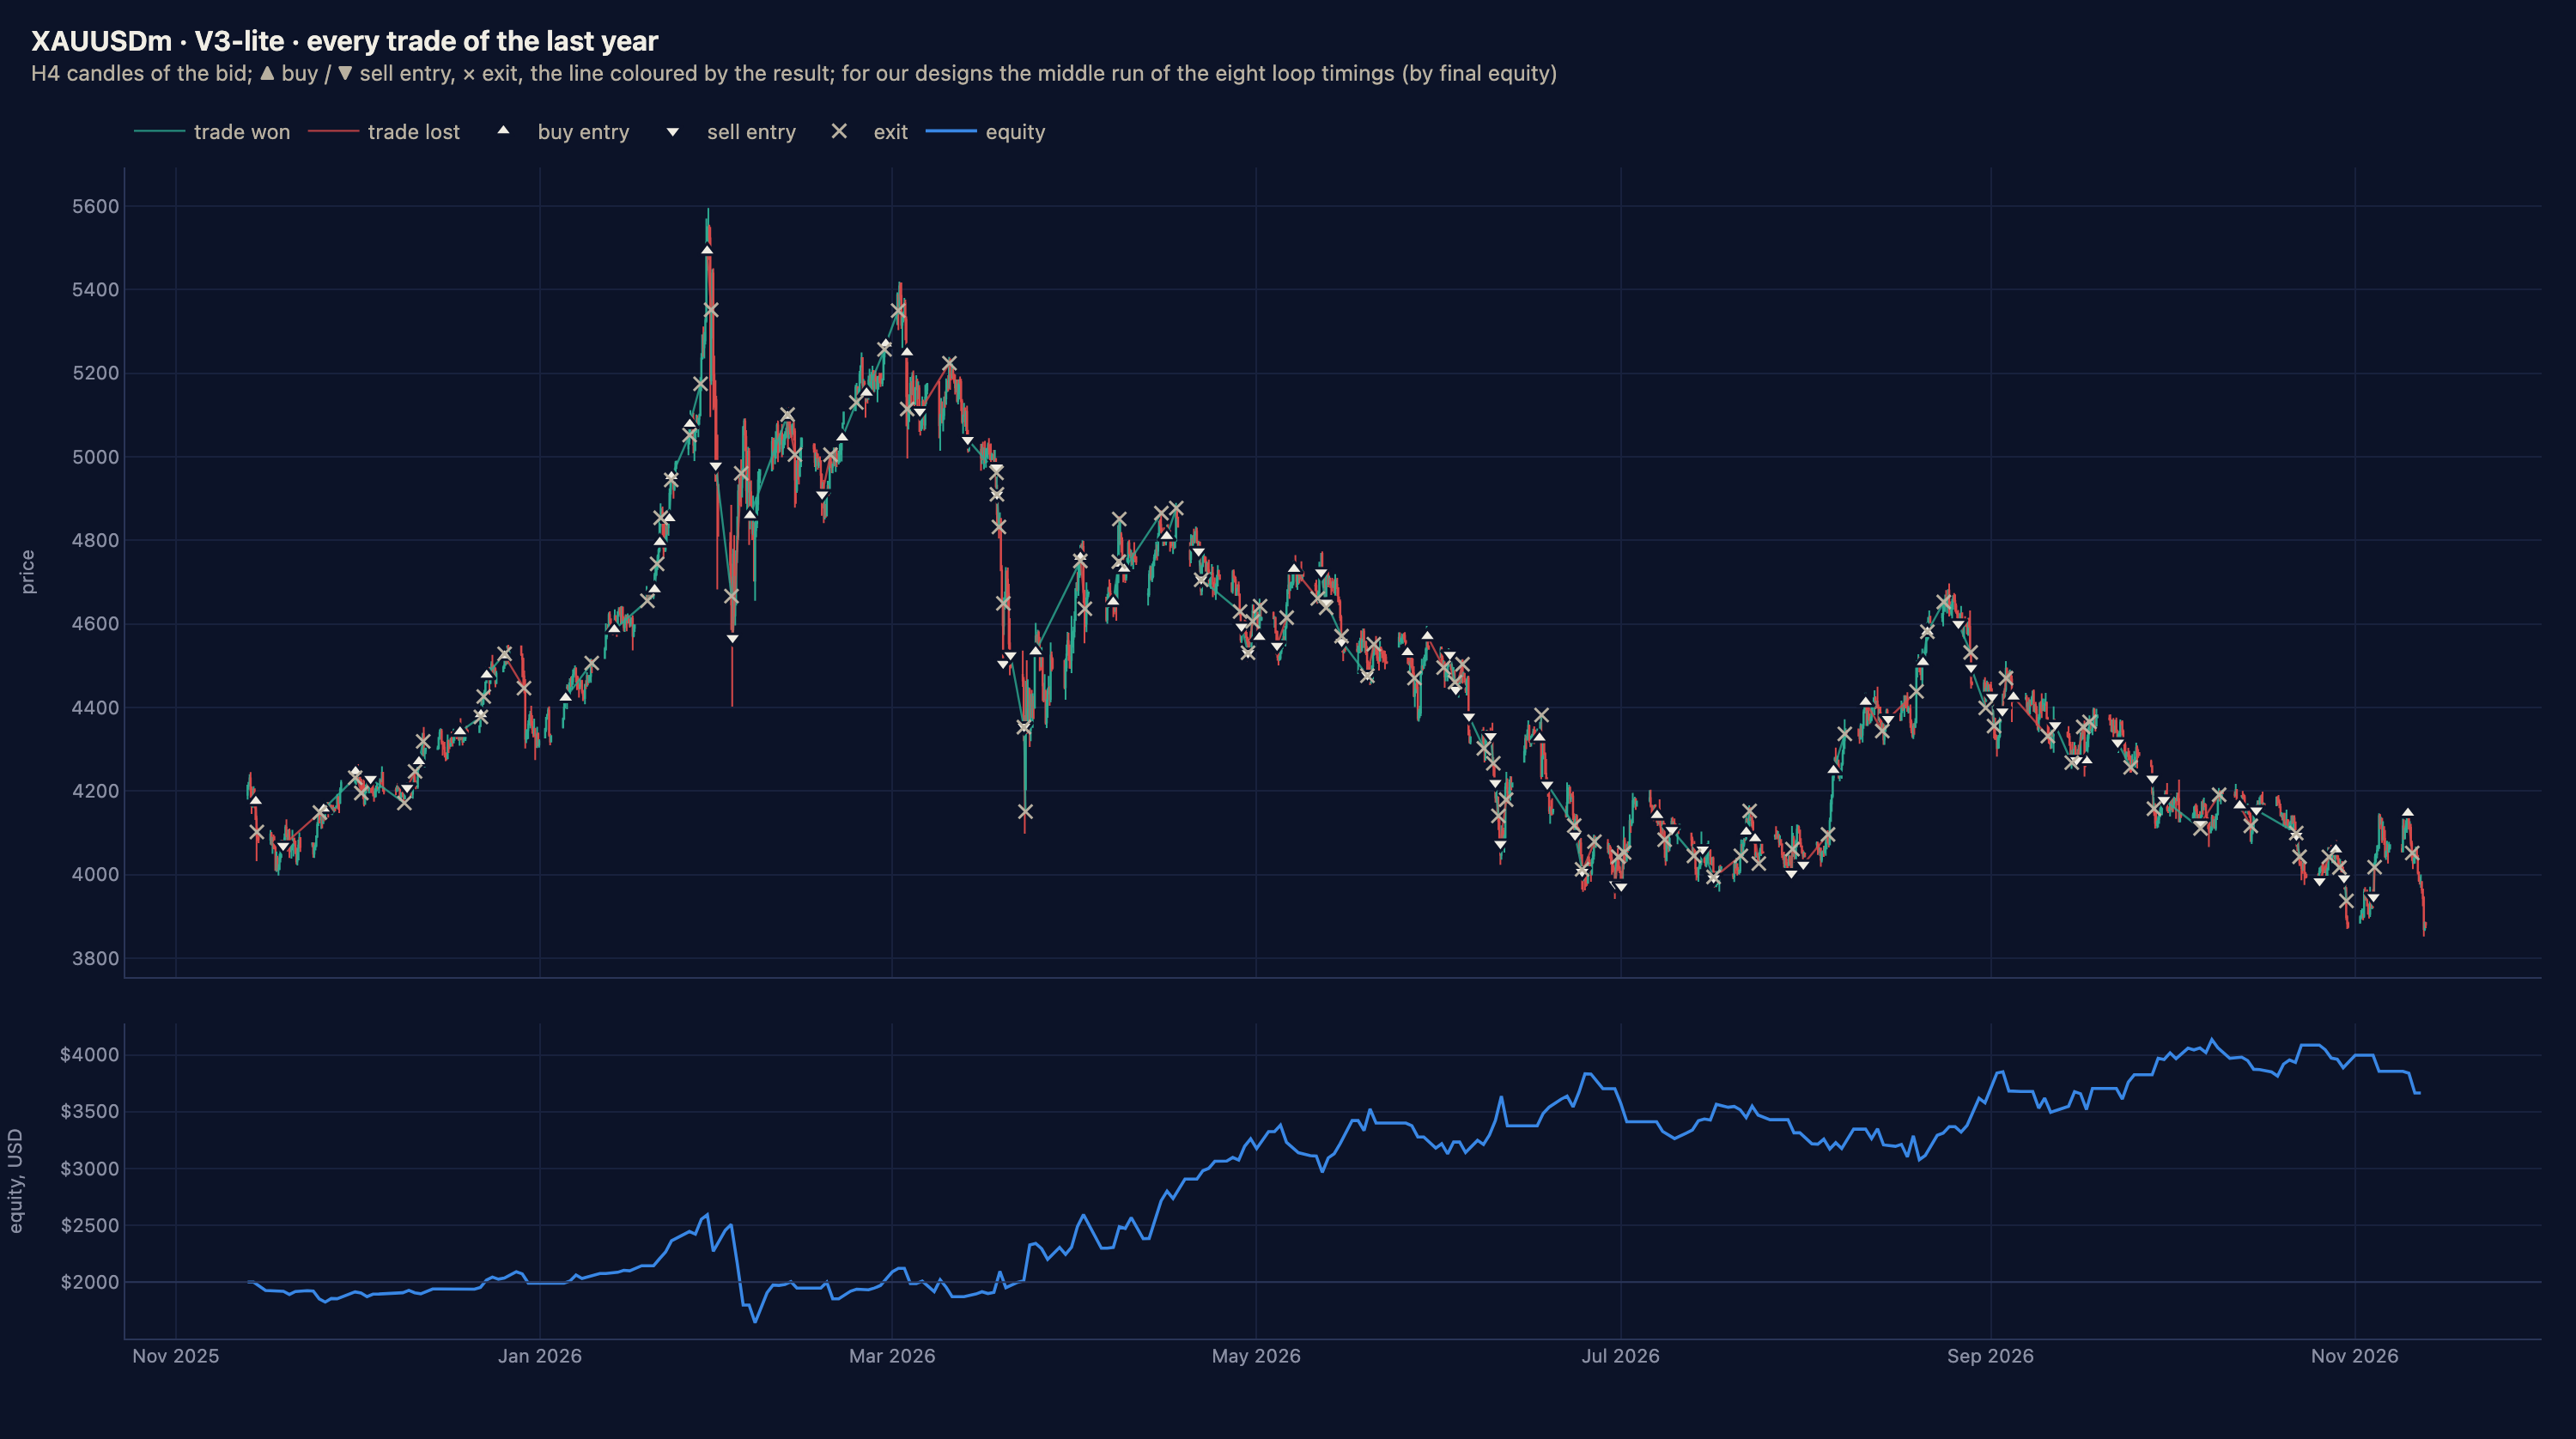 XAUUSDm · V3-lite · every trade of the last year
H4 candles of the bid; ▲ buy / ▼ sell entry, × exit, the line coloured by the result; for our designs the middle run of the eight loop timings (by final equity)
trade won trade lost buy entry sell entry exit equity
price
5600
5400
5200
5000
4800
4600
4400
4200
4000
3800
equity, USD
$4000
$3500
$3000
$2500
$2000
Nov 2025 Jan 2026 Mar 2026 May 2026 Jul 2026 Sep 2026 Nov 2026